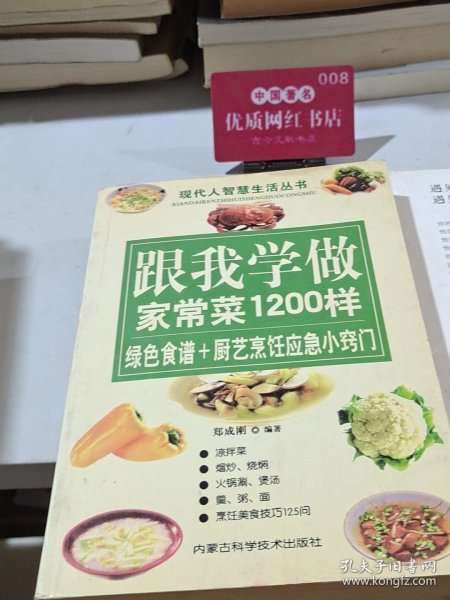 008
中国著名
优质网红书店
现代人智慧生活丛书
XIANDAIRENZHIHUISHENGHUOCONGSHU
跟我学做
家常菜1200样
绿色食谱+厨艺烹饪应急小窍门
郑成刚 ◎ 编著
● 凉拌菜
● 熘炒、烧焖
● 火锅涮、煲汤
● 羹、粥、面
● 烹饪美食技巧125问
内蒙古科学技术出版社
孔夫子旧书网
www.kongfz.com